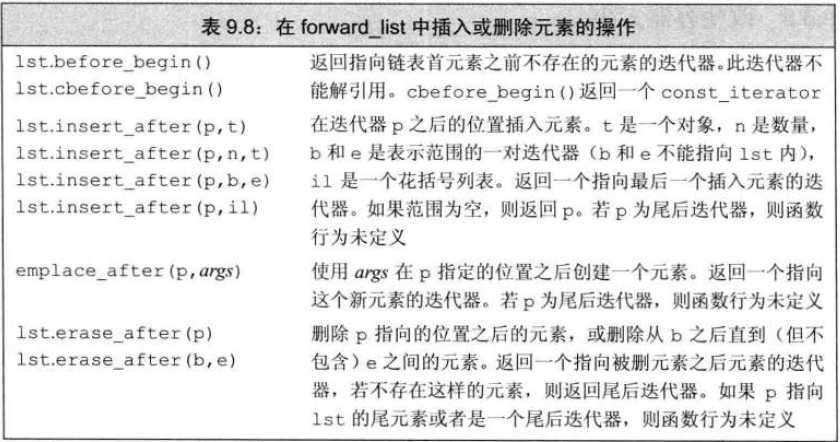 表 9.8：在 forward_list 中插入或删除元素的操作
lst.before_begin() 返回指向链表首元素之前不存在的元素的迭代器。此迭代器不
lst.cbefore_begin() 能解引用。cbefore_begin()返回一个 const_iterator
lst.insert_after(p,t) 在迭代器 p 之后的位置插入元素。t 是一个对象，n 是数量，
lst.insert_after(p,n,t) b 和 e 是表示范围的一对迭代器（b 和 e 不能指向 lst 内），
lst.insert_after(p,b,e) il 是一个花括号列表。返回一个指向最后一个插入元素的迭
lst.insert_after(p,il) 代器。如果范围为空，则返回 p。若 p 为尾后迭代器，则函数
行为未定义
emplace_after(p,args) 使用 args 在 p 指定的位置之后创建一个元素。返回一个指向
这个新元素的迭代器。若 p 为尾后迭代器，则函数行为未定义
lst.erase_after(p) 删除 p 指向的位置之后的元素，或删除从 b 之后直到（但不
lst.erase_after(b,e) 包含）e 之间的元素。返回一个指向被删元素之后元素的迭代
器，若不存在这样的元素，则返回尾后迭代器。如果 p 指向
lst 的尾元素或者是一个尾后迭代器，则函数行为未定义